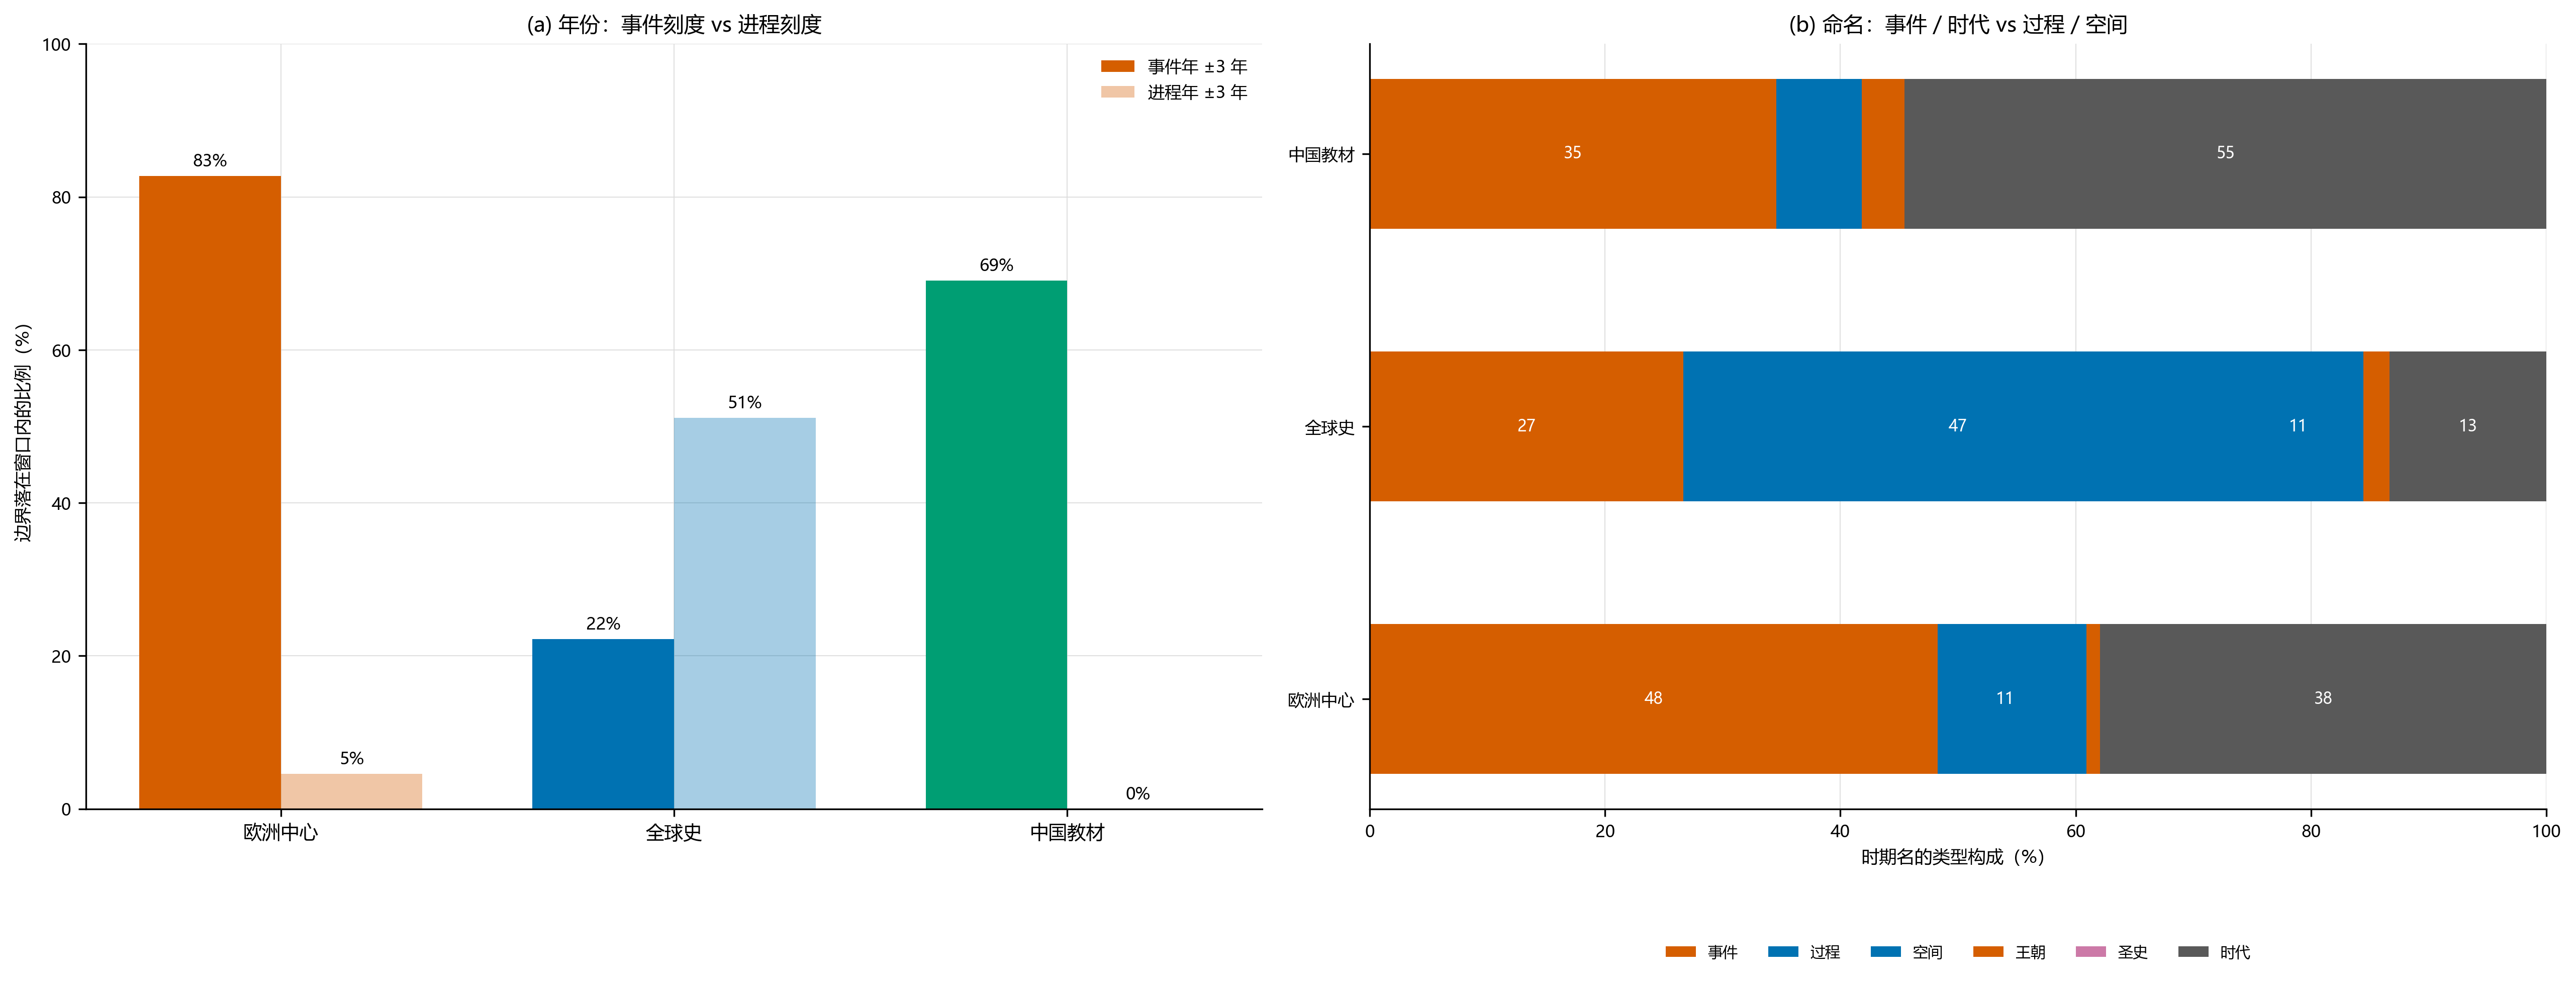 (a) 年份：事件刻度 vs 进程刻度
边界落在窗口内的比例（%）
100
80
60
40
20
0
事件年 ±3 年
进程年 ±3 年
83%
5%
22%
51%
69%
0%
欧洲中心
全球史
中国教材
(b) 命名：事件 / 时代 vs 过程 / 空间
中国教材
35
55
全球史
27
47
11
13
欧洲中心
48
11
38
0
20
40
60
80
100
时期名的类型构成（%）
事件
过程
空间
王朝
圣史
时代